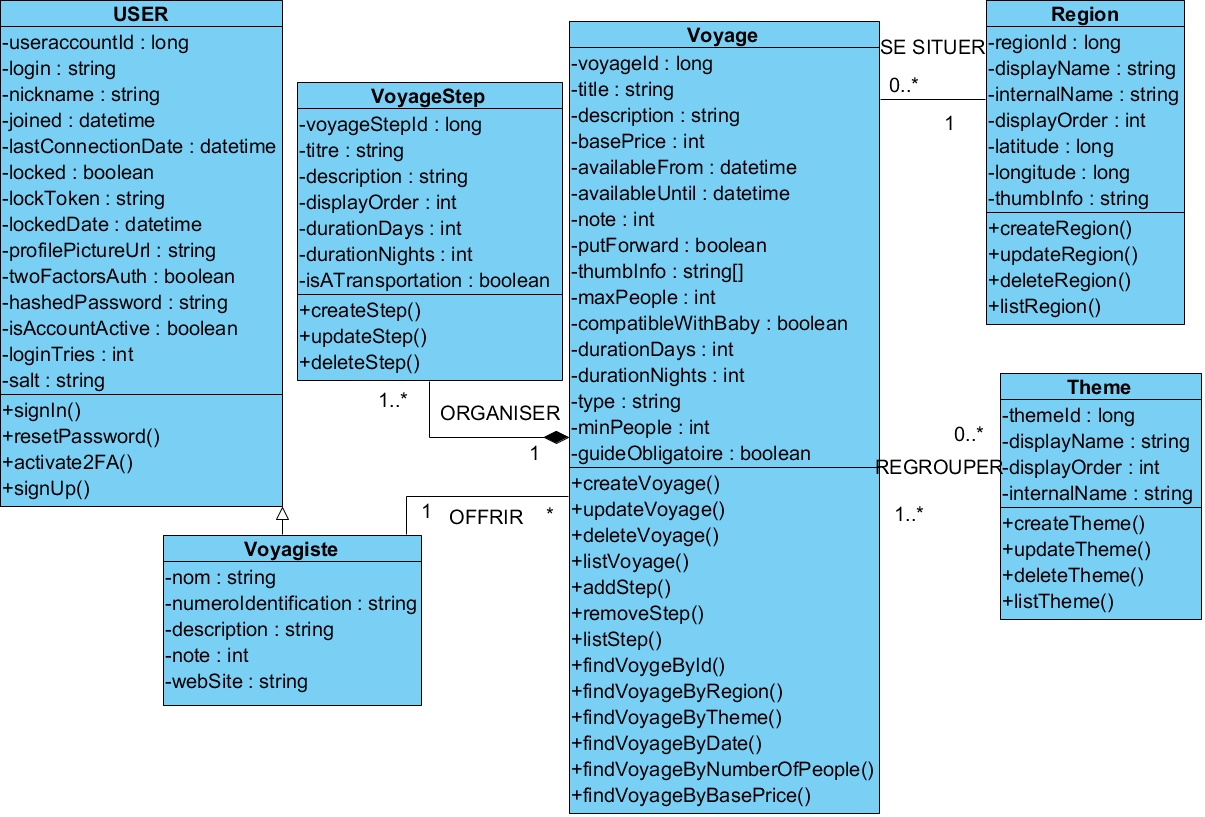 USER
-useraccountId : long
-login : string
-nickname : string
-joined : datetime
-lastConnectionDate : datetime
-locked : boolean
-lockToken : string
-lockedDate : datetime
-profilePictureUrl : string
-twoFactorsAuth : boolean
-hashedPassword : string
-isAccountActive : boolean
-loginTries : int
-salt : string
+signIn()
+resetPassword()
+activate2FA()
+signUp()
VoyageStep
-voyageStepId : long
-titre : string
-description : string
-displayOrder : int
-durationDays : int
-durationNights : int
-isATransportation : boolean
+createStep()
+updateStep()
+deleteStep()
1..*
ORGANISER
1
1
OFFRIR
*
Voyagiste
-nom : string
-numeroIdentification : string
-description : string
-note : int
-webSite : string
Voyage
-voyageId : long
-title : string
-description : string
-basePrice : int
-availableFrom : datetime
-availableUntil : datetime
-note : int
-putForward : boolean
-thumbInfo : string[]
-maxPeople : int
-compatibleWithBaby : boolean
-durationDays : int
-durationNights : int
-type : string
-minPeople : int
-guideObligatoire : boolean
+createVoyage()
+updateVoyage()
+deleteVoyage()
+listVoyage()
+addStep()
+removeStep()
+listStep()
+findVoygeById()
+findVoyageByRegion()
+findVoyageByTheme()
+findVoyageByDate()
+findVoyageByNumberOfPeople()
+findVoyageByBasePrice()
SE SITUER
0..*
1
Region
-regionId : long
-displayName : string
-internalName : string
-displayOrder : int
-latitude : long
-longitude : long
-thumbInfo : string
+createRegion()
+updateRegion()
+deleteRegion()
+listRegion()
0..*
REGROUPER
1..*
Theme
-themeId : long
-displayName : string
-displayOrder : int
-internalName : string
+createTheme()
+updateTheme()
+deleteTheme()
+listTheme()